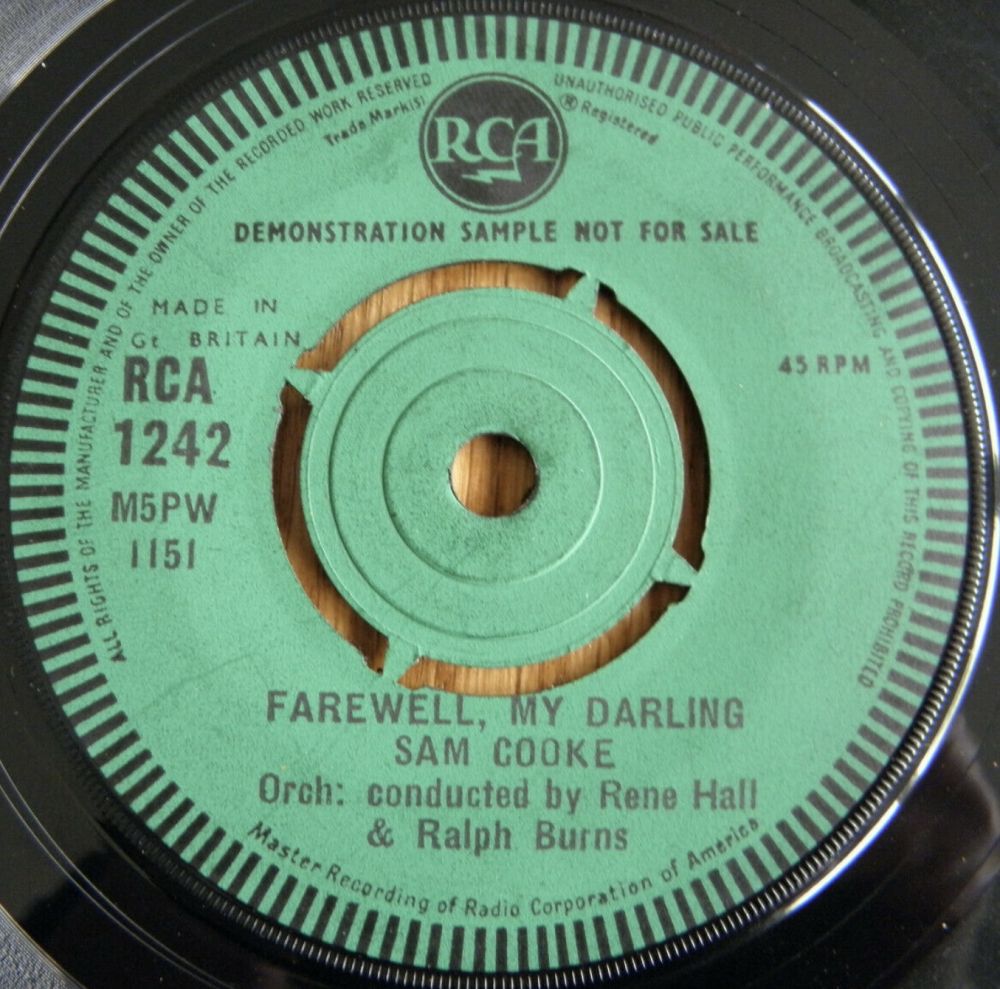 ALL RIGHTS OF THE MANUFACTURER AND OF THE OWNER OF THE RECORDED WORK RESERVED
UNAUTHORISED PUBLIC PERFORMANCE BROADCASTING AND COPYING OF THIS RECORD PROHIBITED
Trade Mark(s)
® Registered
RCA
DEMONSTRATION SAMPLE NOT FOR SALE
MADE IN
Gt. BRITAIN
45 RPM
RCA
1242
M5PW
1151
FAREWELL, MY DARLING
SAM COOKE
Orch: conducted by Rene Hall
& Ralph Burns
Master Recording of Radio Corporation of America